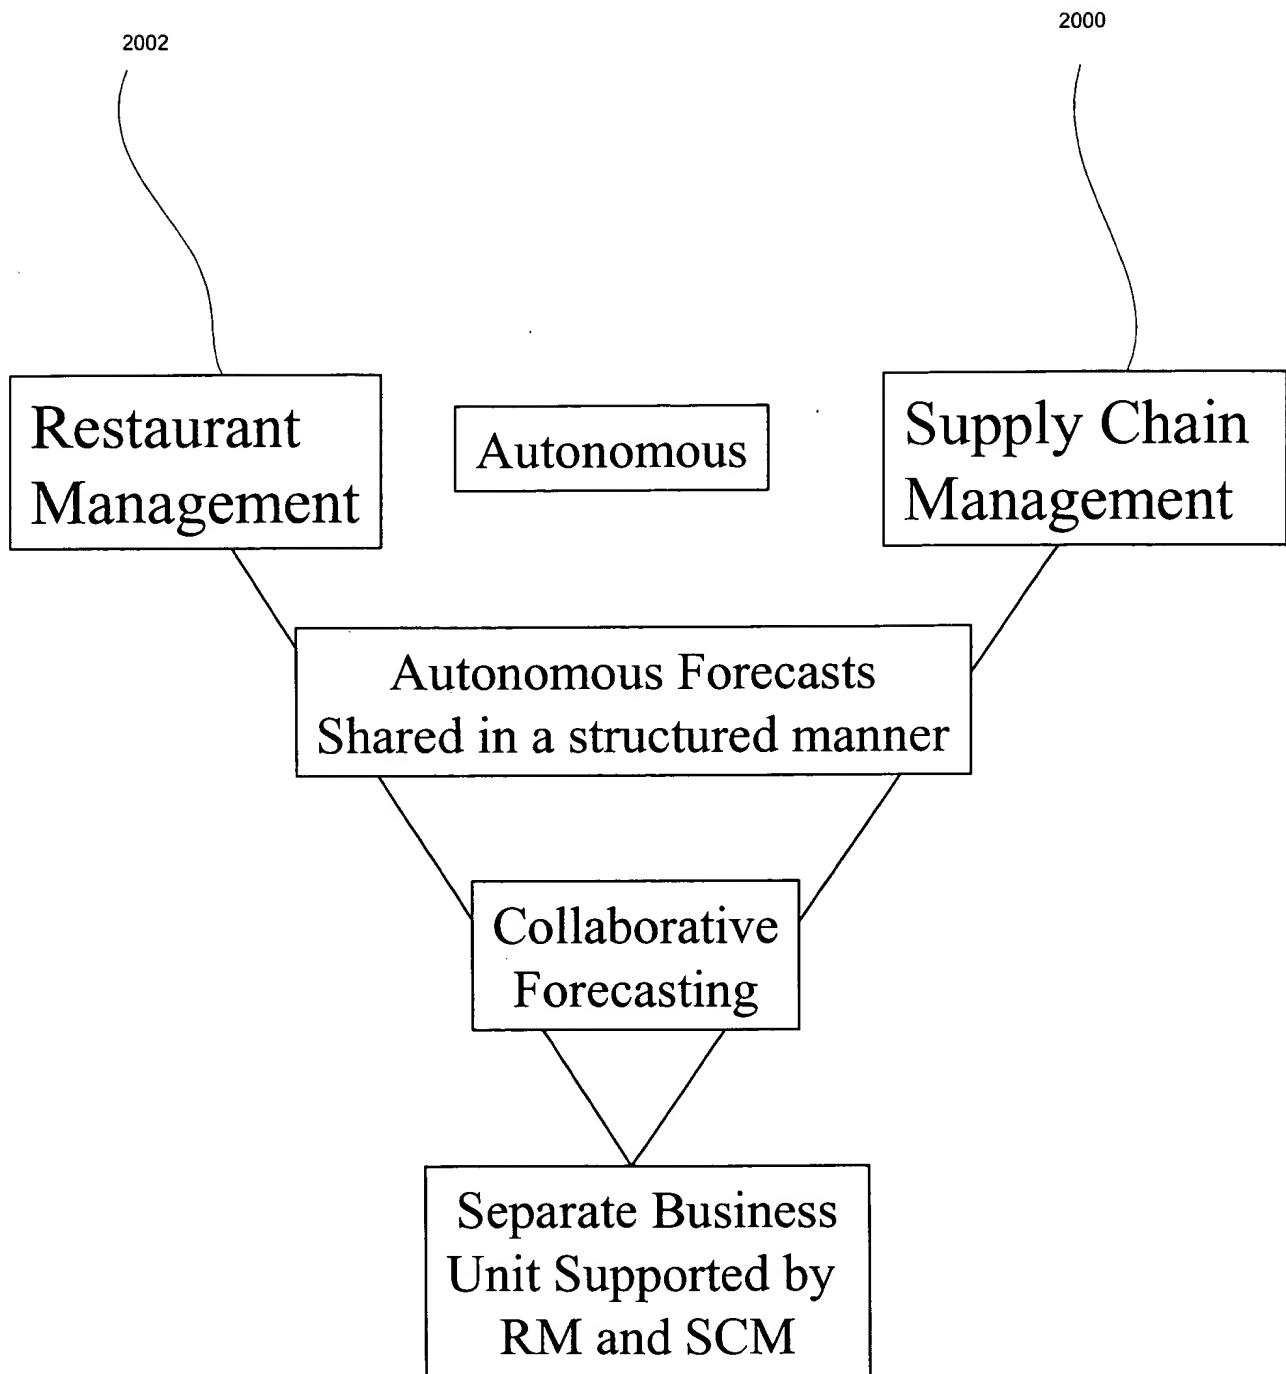 2002
2000
Restaurant
Management
Autonomous
Supply Chain
Management
Autonomous Forecasts
Shared in a structured manner
Collaborative
Forecasting
Separate Business
Unit Supported by
RM and SCM